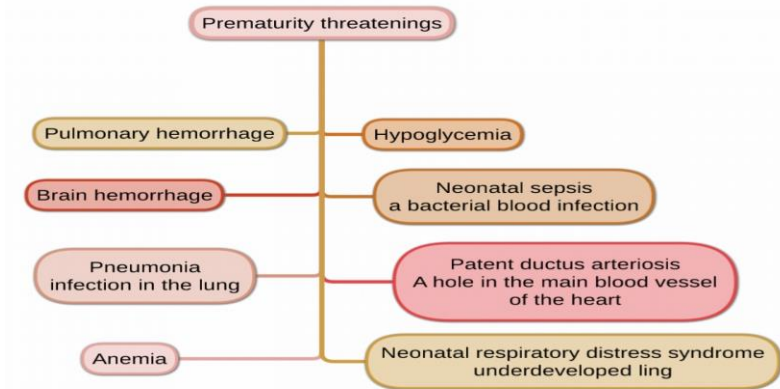 Prematurity threatenings
Pulmonary hemorrhage
Hypoglycemia
Brain hemorrhage
Neonatal sepsis
a bacterial blood infection
Pneumonia
infection in the lung
Patent ductus arteriosis
A hole in the main blood vessel
of the heart
Anemia
Neonatal respiratory distress syndrome
underdeveloped ling